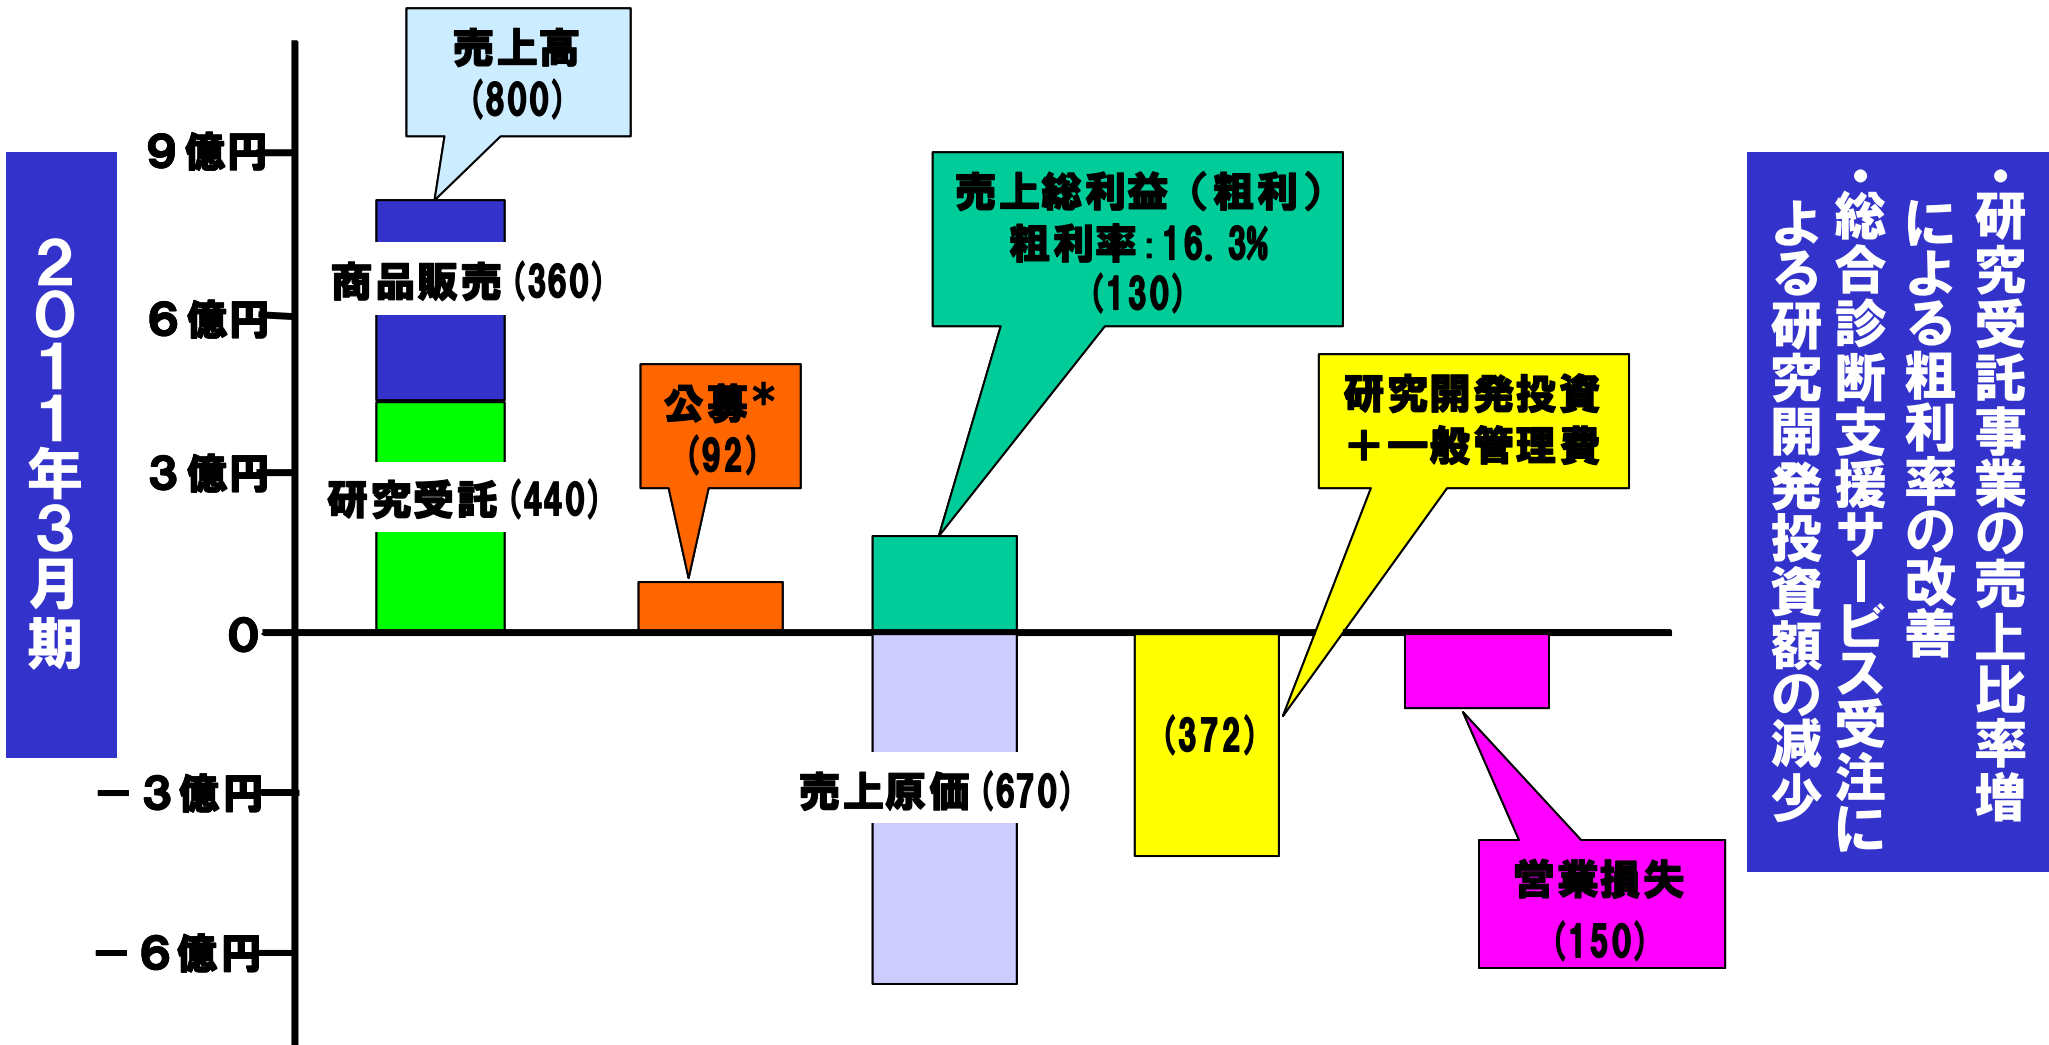 2011年3月期
9億円
6億円
3億円
0
－3億円
－6億円
売上高
(800)
商品販売(360)
研究受託(440)
公募*
(92)
売上総利益（粗利）
粗利率:16.3%
(130)
売上原価(670)
研究開発投資
＋一般管理費
(372)
営業損失
(150)
・研究受託事業の売上比率増
による粗利率の改善
・総合診断支援サービス受注に
よる研究開発投資額の減少